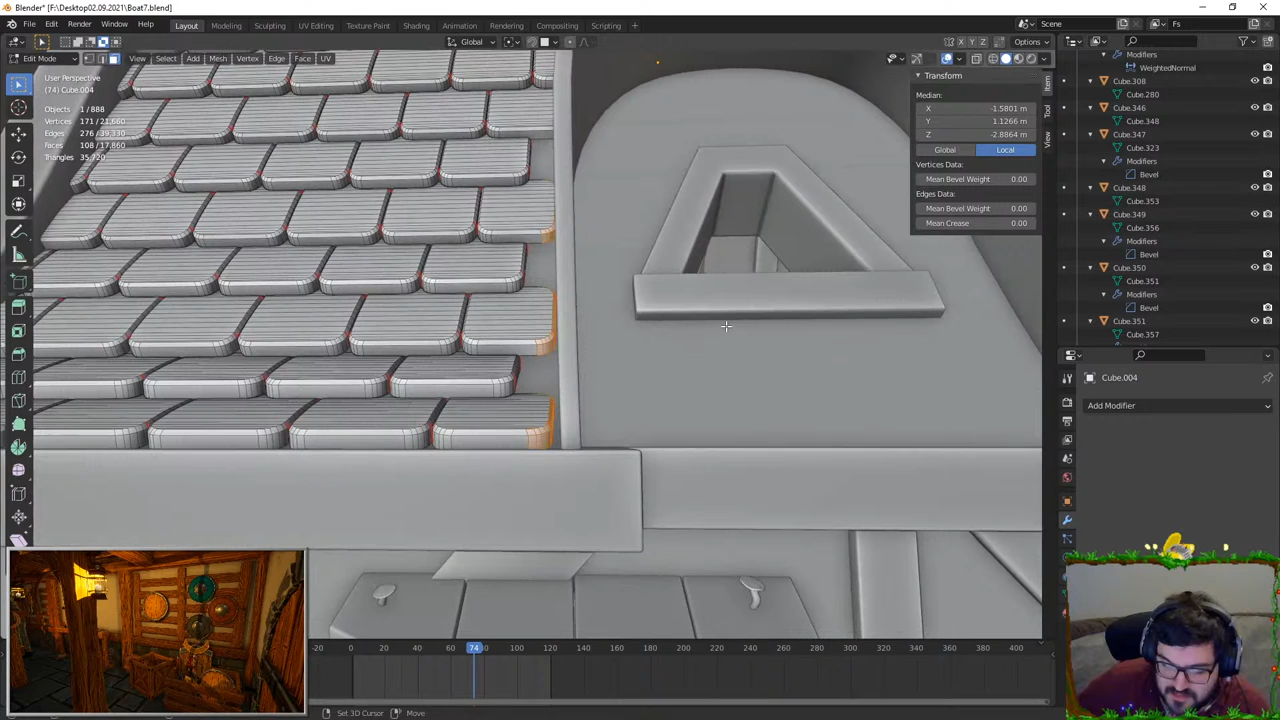 Blender* [F:\Desktop02.09.2021\Boat7.blend]
File Edit Render Window Help Layout Modeling Sculpting UV Editing Texture Paint Shading Animation Rendering Compositing Scripting + Scene Fs
Global X Y Z Options
Edit Mode View Select Add Mesh Vertex Edge Face UV
User Perspective
(74) Cube.004
Objects 1/888
Vertices 171/21,660
Edges 276/39,330
Faces 108/17,860
Triangles 35,720
Transform
Median:
X -1.5801 m
Y 1.1266 m
Z -2.8864 m
Global Local
Vertices Data:
Mean Bevel Weight 0.00
Edges Data:
Mean Bevel Weight 0.00
Mean Crease 0.00
Item
Tool
View
Modifiers
WeightedNormal
Cube.308
Cube.280
Cube.346
Cube.348
Cube.347
Cube.323
Modifiers
Bevel
Cube.348
Cube.353
Cube.349
Cube.356
Modifiers
Bevel
Cube.350
Cube.351
Modifiers
Bevel
Cube.351
Cube.357
Cube.004
Add Modifier
-20 0 20 40 60 74 80 100 120 140 160 180 200 220 240 260 280 300 320 340 360 380 400
Set 3D Cursor Move